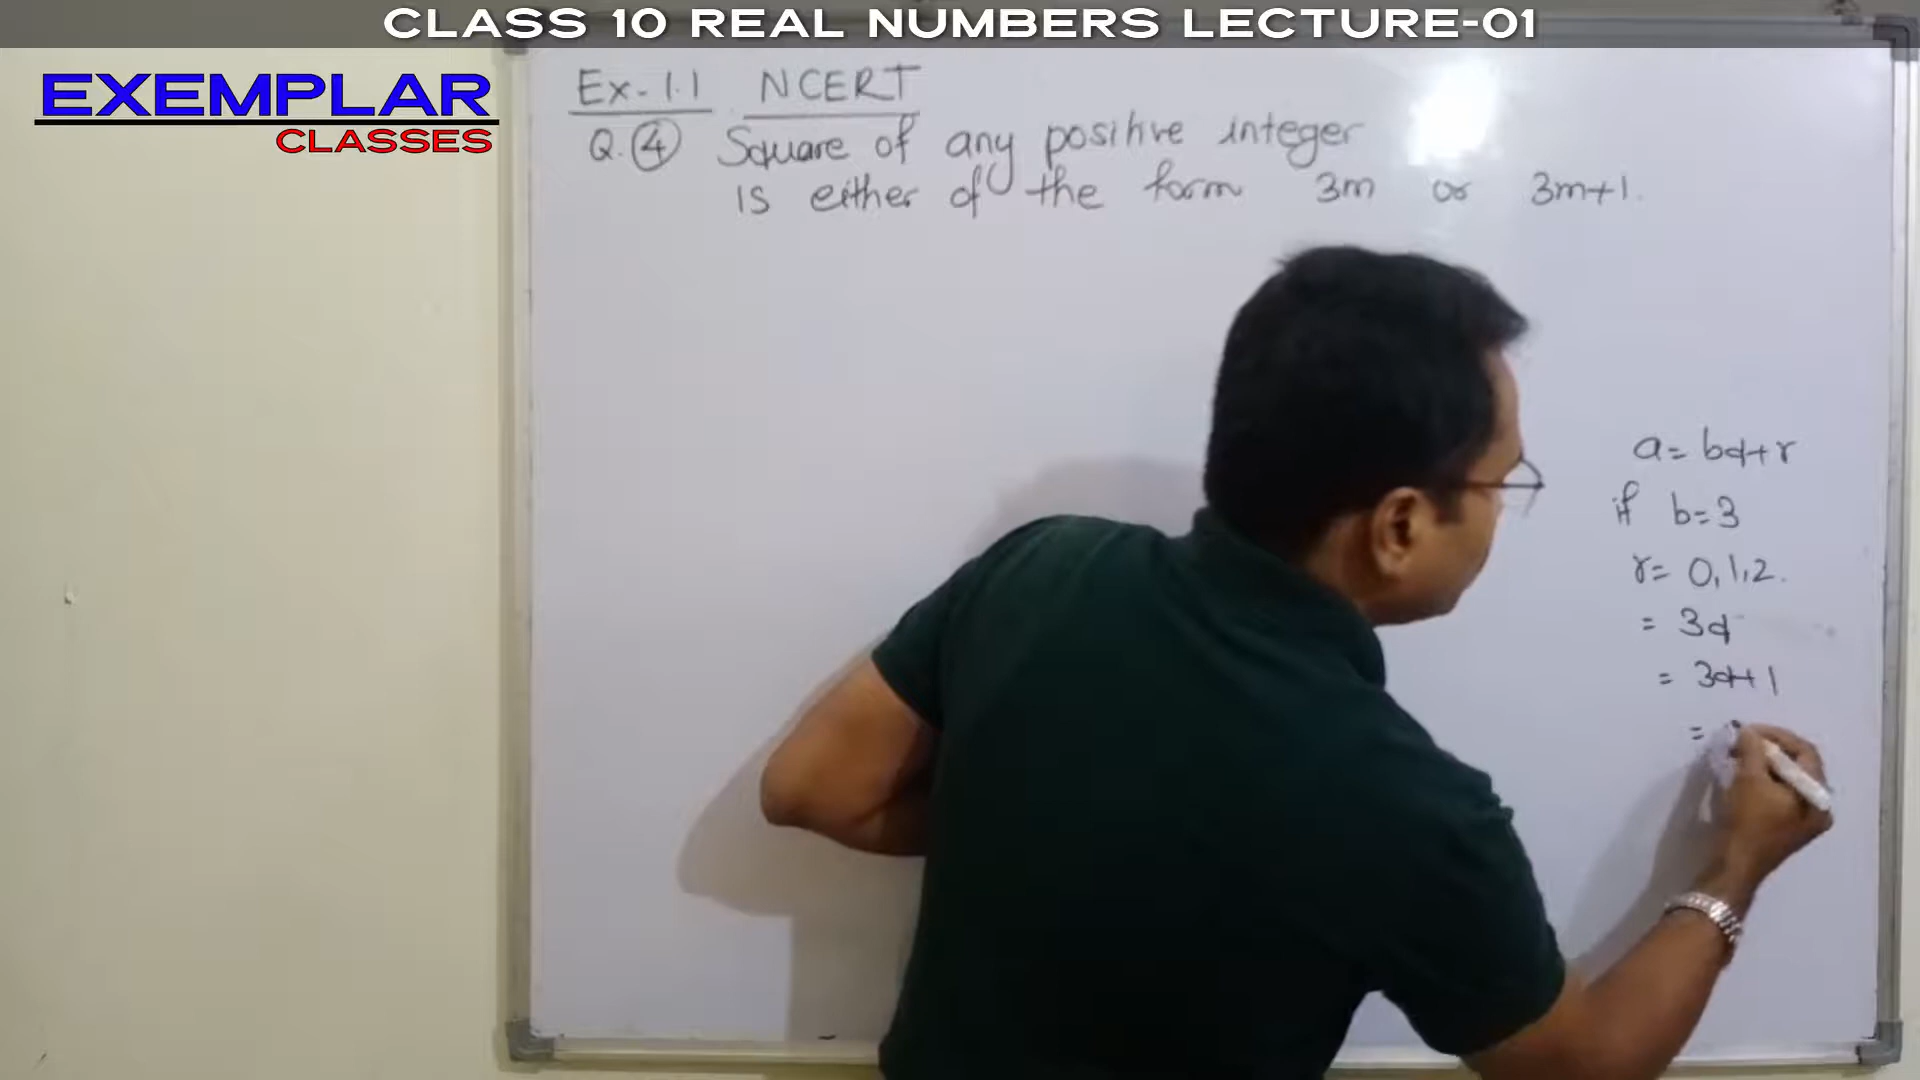 CLASS 10 REAL NUMBERS LECTURE-01
EXEMPLAR
CLASSES
Ex-1.1 NCERT
Q.④ Square of any positive integer
is either of the form 3m or 3m+1.
a= bq+r
if b=3
r= 0,1,2.
= 3q
= 3q+1
=